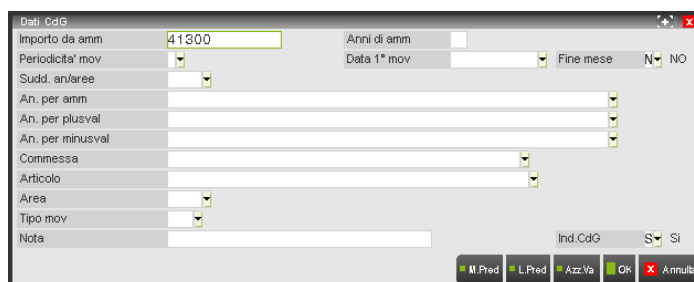 Dati CdG
Importo da amm 41300 Anni di amm
Periodicita' mov Data 1° mov Fine mese N NO
Sudd. an/aree
An. per amm
An. per plusval
An. per minusval
Commessa
Articolo
Area
Tipo mov
Nota Ind.CdG S Si
M.Pred L.Pred Azz.Va OK X Annulla